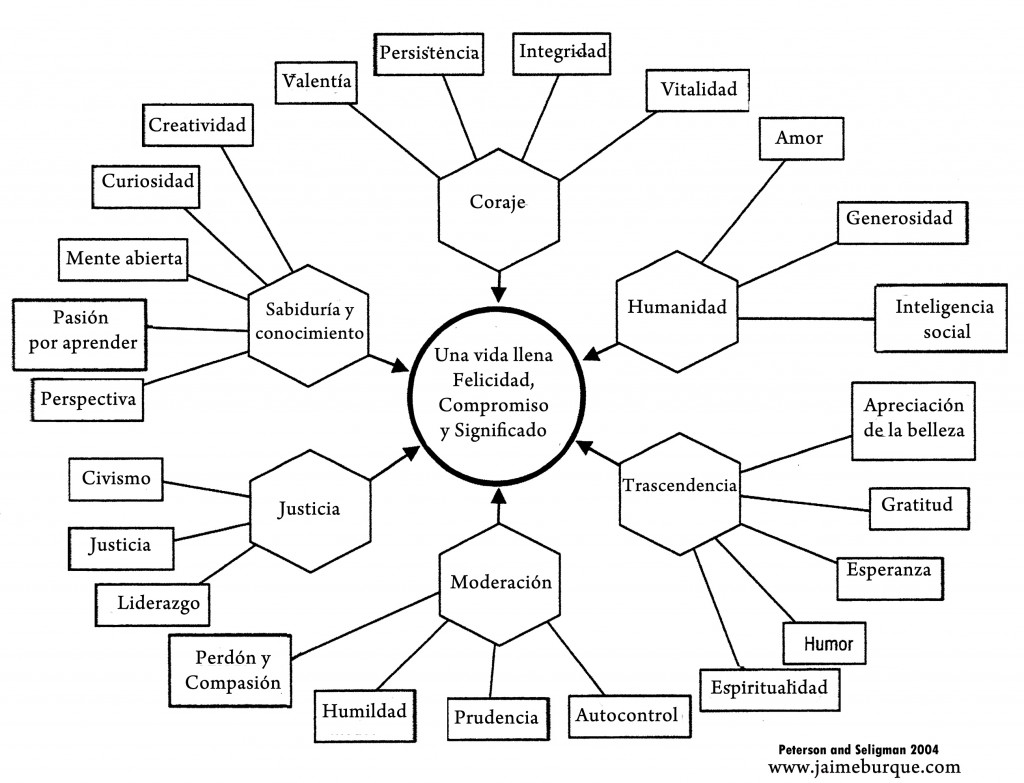 Persistencia
Integridad
Valentía
Vitalidad
Creatividad
Amor
Curiosidad
Coraje
Generosidad
Mente abierta
Sabiduría y
conocimiento
Humanidad
Inteligencia
social
Pasión
por aprender
Perspectiva
Una vida llena
Felicidad,
Compromiso
y Significado
Apreciación
de la belleza
Civismo
Justicia
Trascendencia
Gratitud
Justicia
Moderación
Esperanza
Liderazgo
Humor
Perdón y
Compasión
Espiritualidad
Humildad
Prudencia
Autocontrol
Peterson and Seligman 2004
www.jaimeburque.com